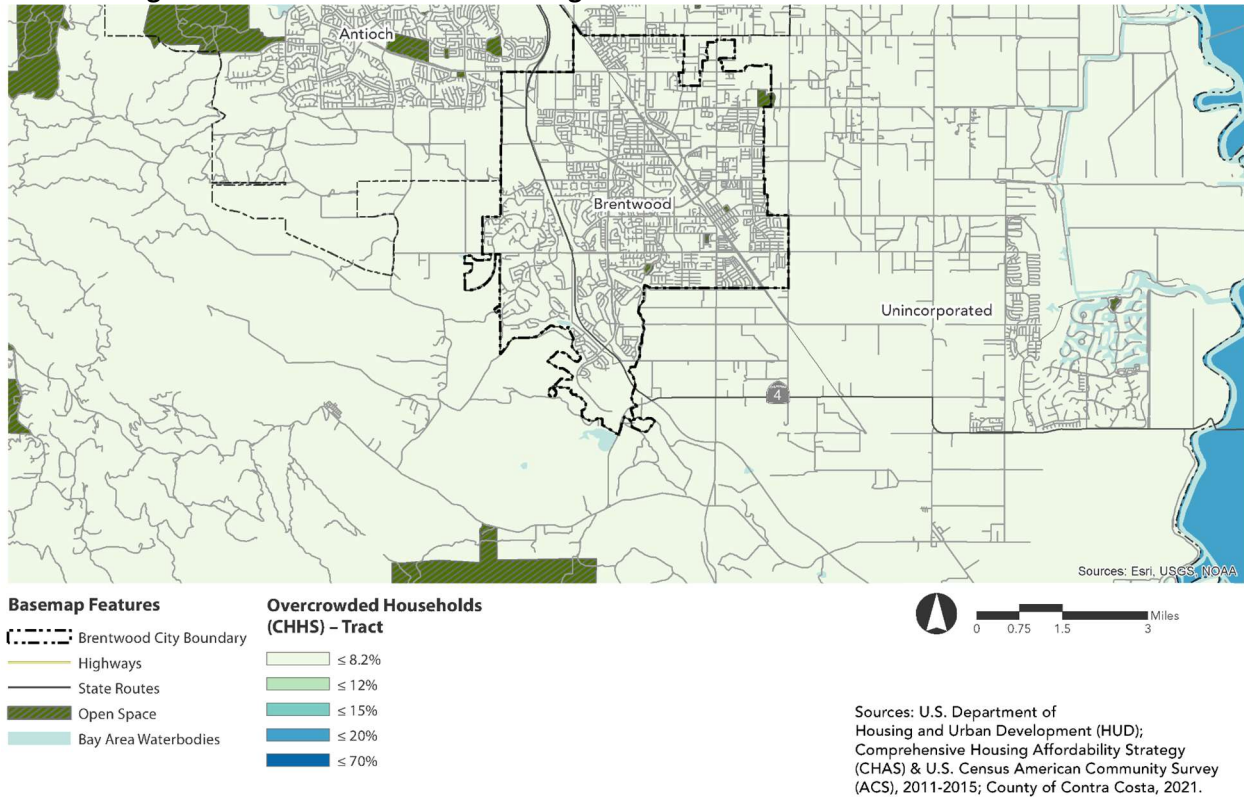 Antioch
Brentwood
Unincorporated
4
Sources: Esri, USGS, NOAA
Basemap Features
Brentwood City Boundary
Highways
State Routes
Open Space
Bay Area Waterbodies
Overcrowded Households
(CHHS) – Tract
≤ 8.2%
≤ 12%
≤ 15%
≤ 20%
≤ 70%
Miles
0 0.75 1.5 3
Sources: U.S. Department of
Housing and Urban Development (HUD);
Comprehensive Housing Affordability Strategy
(CHAS) & U.S. Census American Community Survey
(ACS), 2011-2015; County of Contra Costa, 2021.